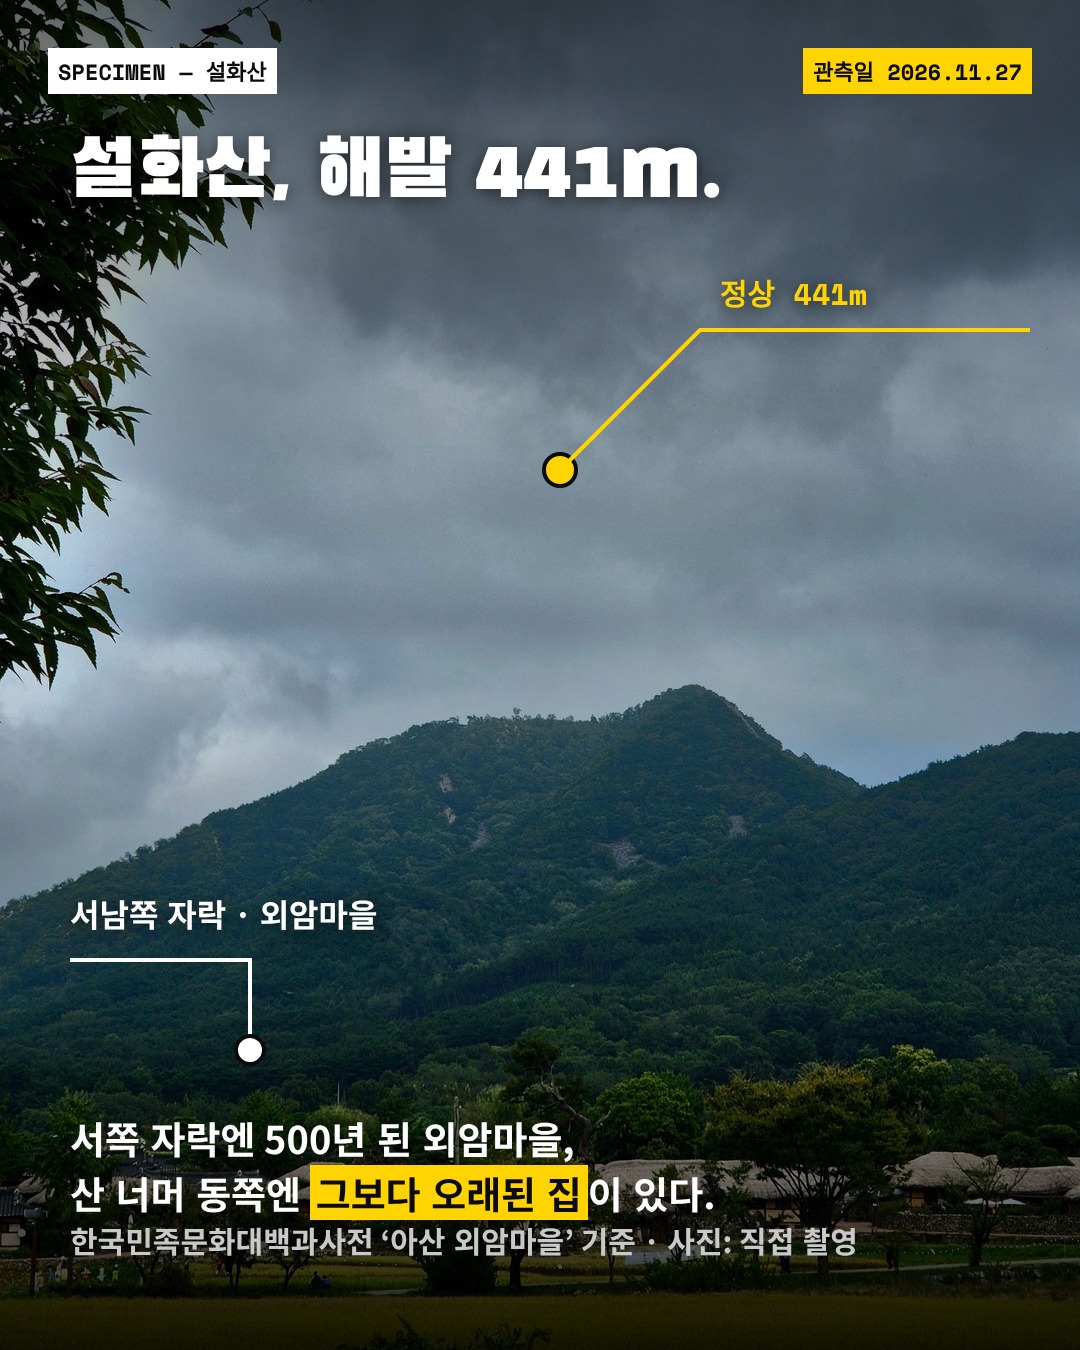 SPECIMEN — 설화산
관측일 2026.11.27
설화산, 해발 441m.
정상 441m
서남쪽 자락 · 외암마을
서쪽 자락엔 500년 된 외암마을,
산 너머 동쪽엔 그보다 오래된 집이 있다.
한국민족문화대백과사전 ‘아산 외암마을’ 기준 · 사진: 직접 촬영